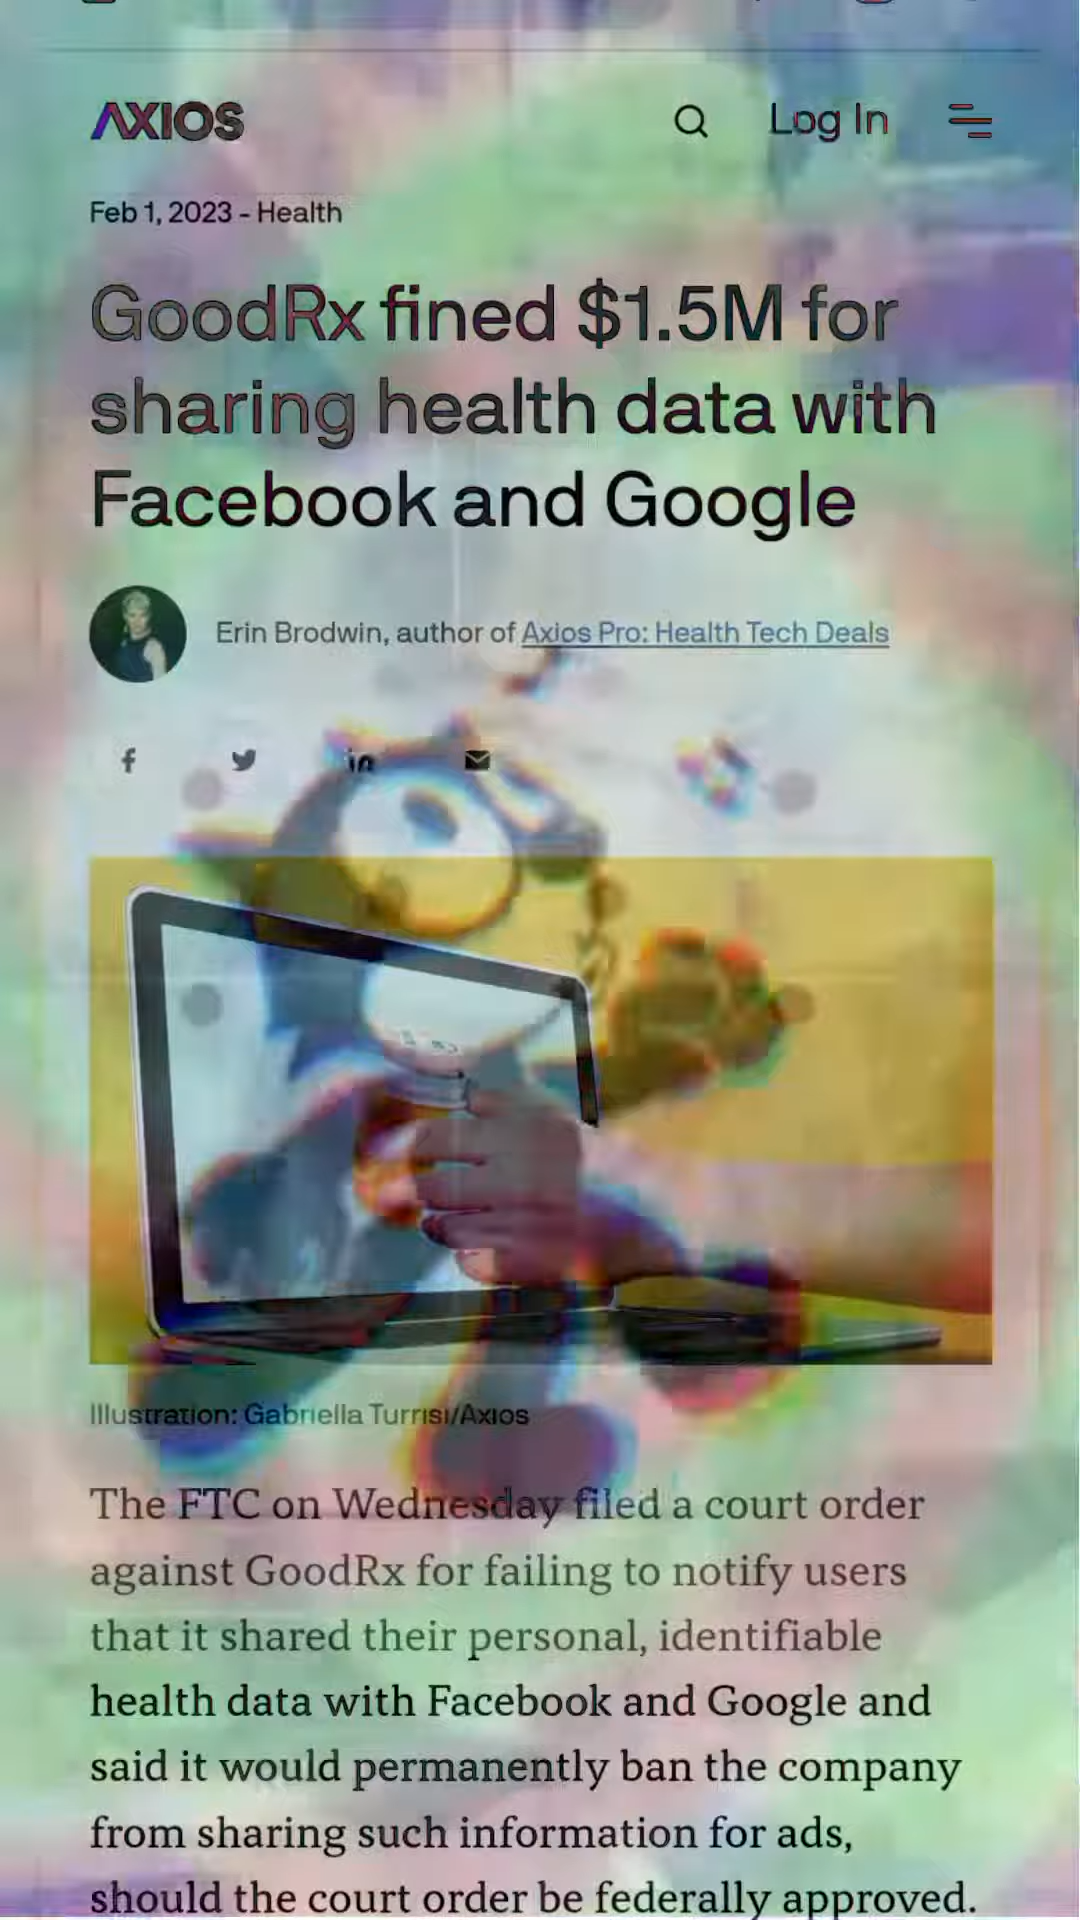 AXIOS
Log In
Feb 1, 2023 - Health
GoodRx fined $1.5M for
sharing health data with
Facebook and Google
Erin Brodwin, author of Axios Pro: Health Tech Deals
Illustration: Gabriella Turrisi/Axios
The FTC on Wednesday filed a court order
against GoodRx for failing to notify users
that it shared their personal, identifiable
health data with Facebook and Google and
said it would permanently ban the company
from sharing such information for ads,
should the court order be federally approved.